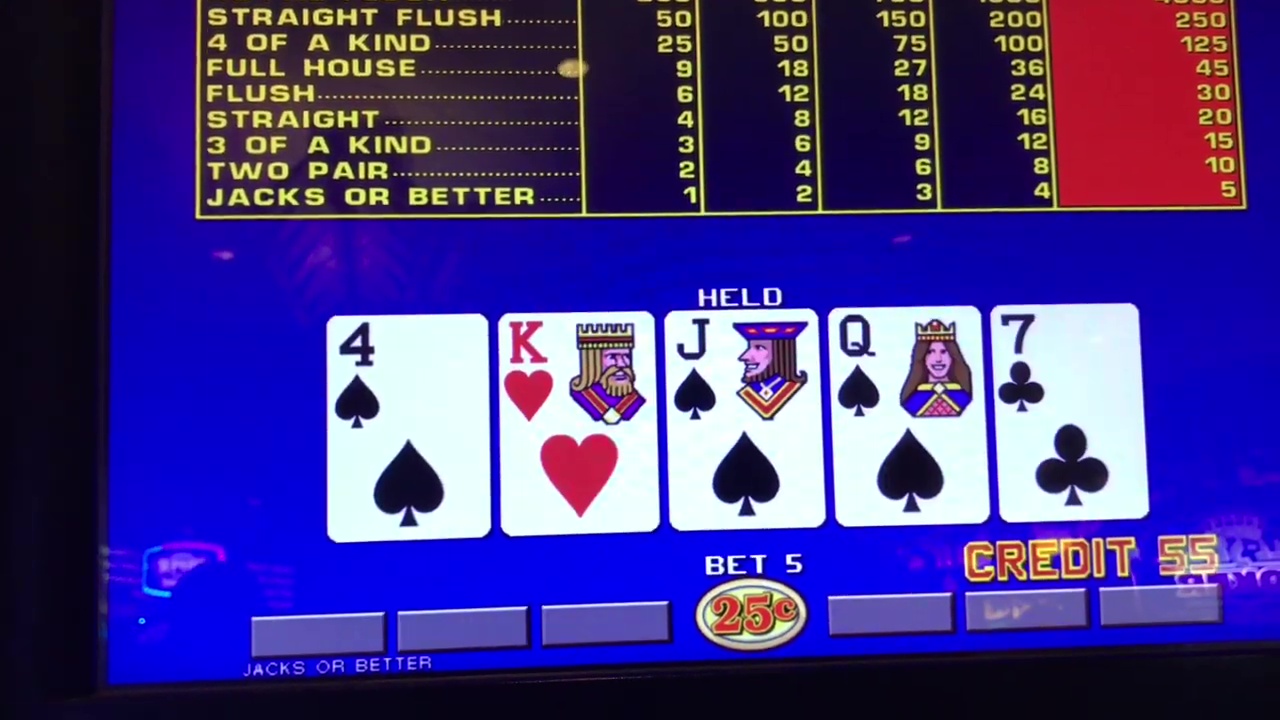 STRAIGHT FLUSH 50 100 150 200 250
4 OF A KIND 25 50 75 100 125
FULL HOUSE 9 18 27 36 45
FLUSH 6 12 18 24 30
STRAIGHT 4 8 12 16 20
3 OF A KIND 3 6 9 12 15
TWO PAIR 2 4 6 8 10
JACKS OR BETTER 1 2 3 4 5
HELD
4 K J Q 7
BET 5
CREDIT 55
25¢
JACKS OR BETTER